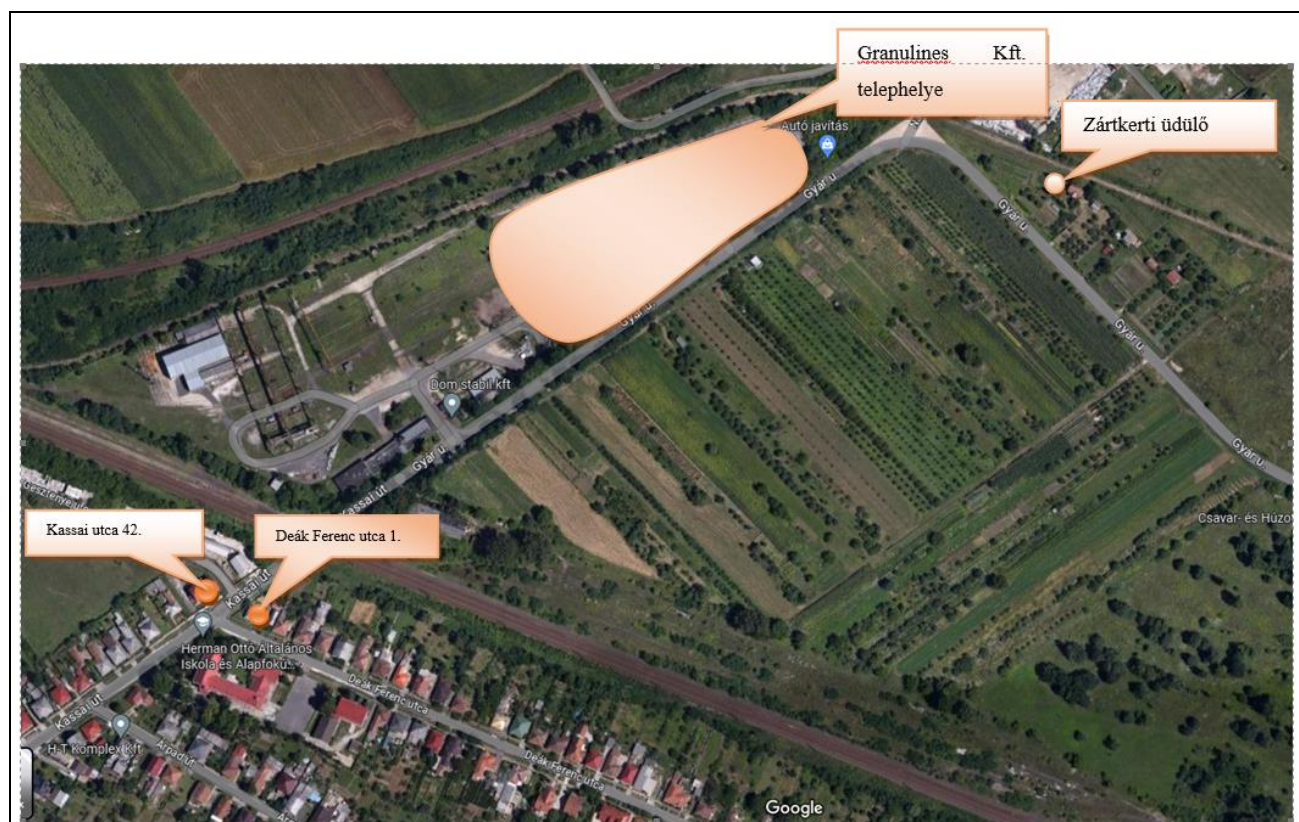 Granulines Kft.
telephelye
Zártkerti üdülő
Autó javítás
Gyár u.
Gyár u.
Gyár u.
Gyár u.
Gyár u.
Dom-stabil kft
Gyár u.
Kassai út
Csavar- és Húzo
Kassai utca 42.
Deák Ferenc utca 1.
Kassai út
Herman Ottó Általános
Iskola és Alapfokú...
Deák Ferenc utca
Kassai út
H-T Komplex Kft
Árpád út
Deák Ferenc utca
Google